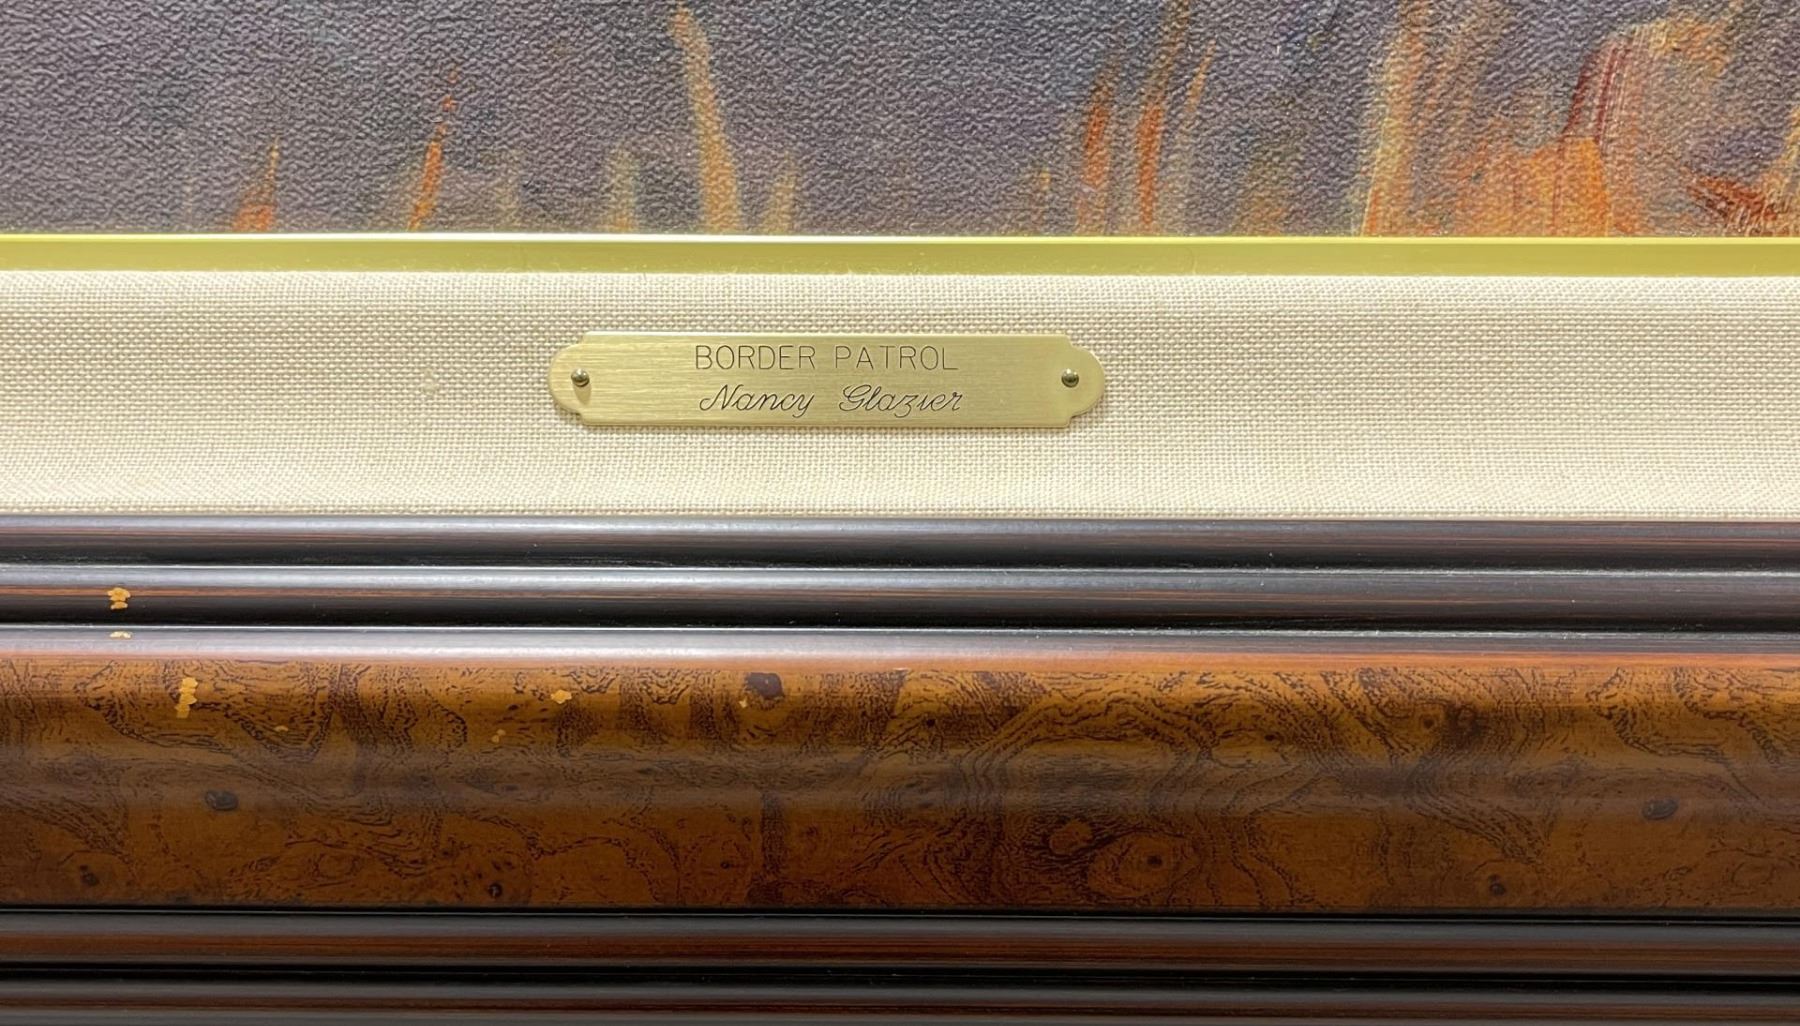 BORDER PATROL
Nancy Glazier